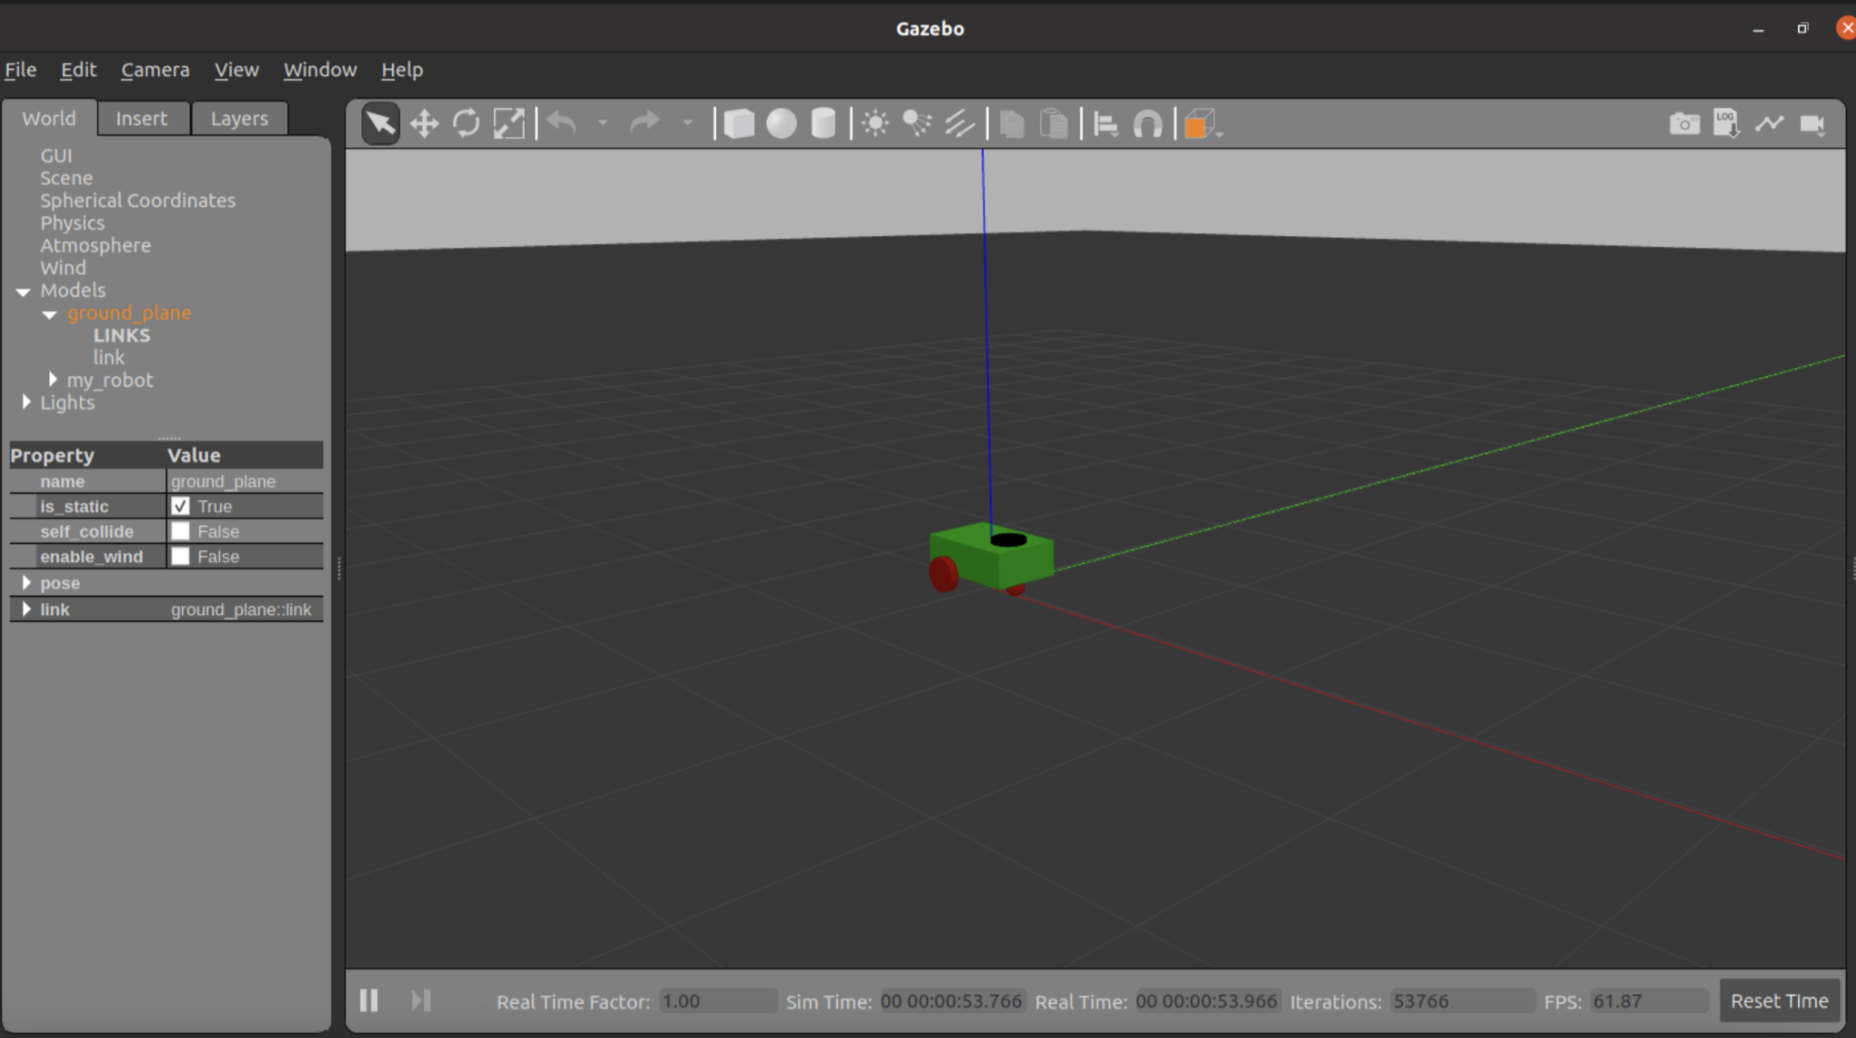 Gazebo
File Edit Camera View Window Help
World Insert Layers
LOG
GUI
Scene
Spherical Coordinates
Physics
Atmosphere
Wind
Models
ground_plane
LINKS
link
my_robot
Lights
Property Value
name ground_plane
is_static True
self_collide False
enable_wind False
pose
link ground_plane::link
Real Time Factor: 1.00 Sim Time: 00 00:00:53.766 Real Time: 00 00:00:53.966 Iterations: 53766 FPS: 61.87 Reset TIme